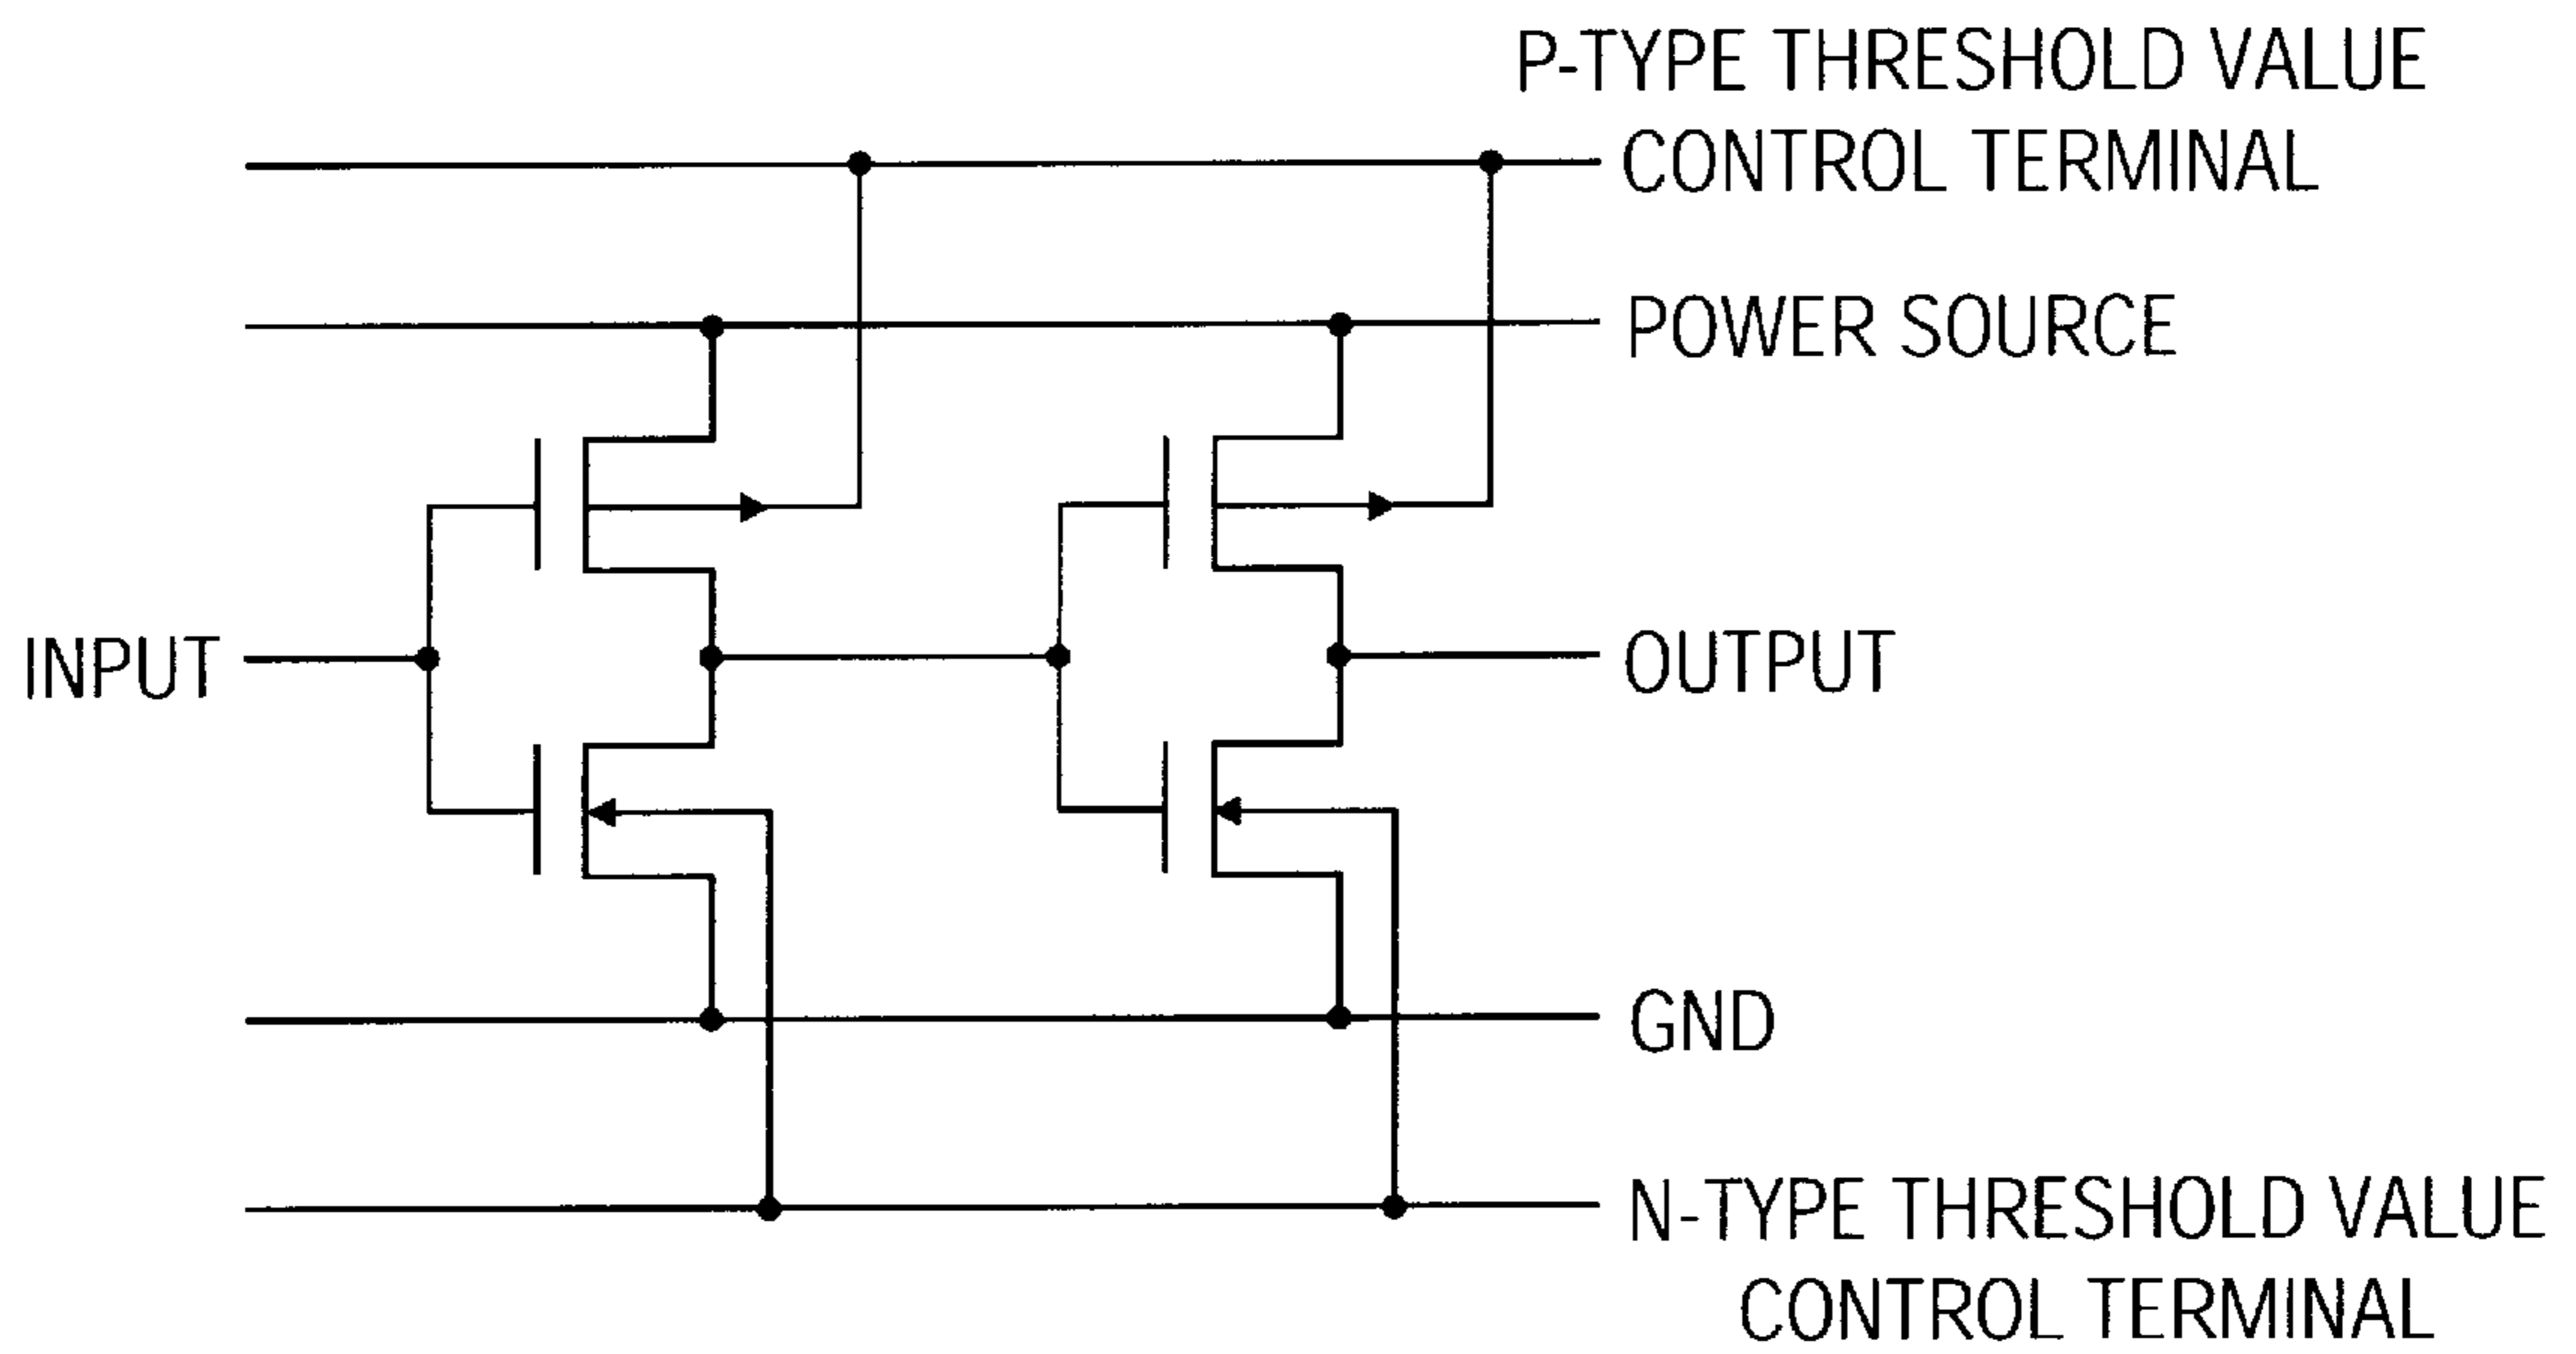 P-TYPE THRESHOLD VALUE
CONTROL TERMINAL
POWER SOURCE
INPUT
OUTPUT
GND
N-TYPE THRESHOLD VALUE
CONTROL TERMINAL